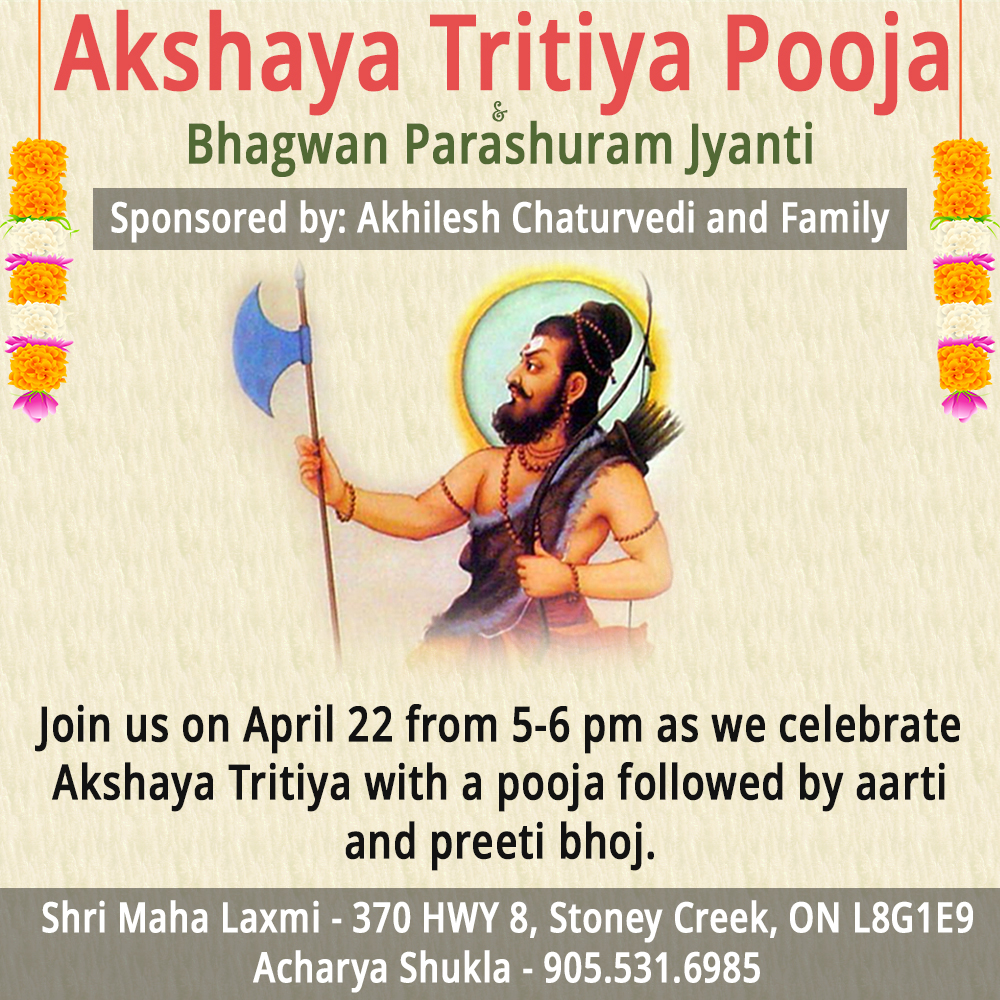 Akshaya Tritiya Pooja
&
Bhagwan Parashuram Jyanti
Sponsored by: Akhilesh Chaturvedi and Family
Join us on April 22 from 5-6 pm as we celebrate
Akshaya Tritiya with a pooja followed by aarti
and preeti bhoj.
Shri Maha Laxmi - 370 HWY 8, Stoney Creek, ON L8G1E9
Acharya Shukla - 905.531.6985